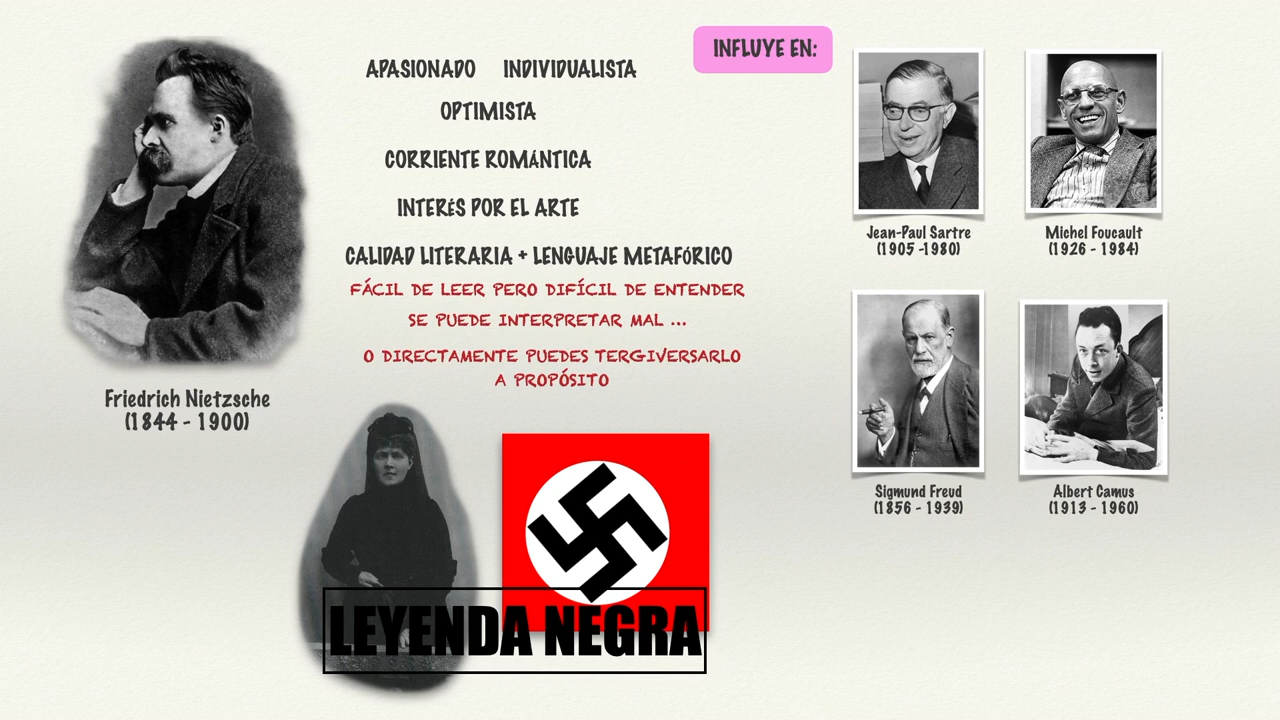 APASIONADO INDIVIDUALISTA
OPTIMISTA
CORRIENTE ROMÁNTICA
INTERÉS POR EL ARTE
CALIDAD LITERARIA + LENGUAJE METAFÓRICO
FÁCIL DE LEER PERO DIFÍCIL DE ENTENDER
SE PUEDE INTERPRETAR MAL ...
O DIRECTAMENTE PUEDES TERGIVERSARLO
A PROPÓSITO
Friedrich Nietzsche
(1844 - 1900)
LEYENDA NEGRA
INFLUYE EN:
Jean-Paul Sartre
(1905 -1980)
Michel Foucault
(1926 - 1984)
Sigmund Freud
(1856 - 1939)
Albert Camus
(1913 - 1960)